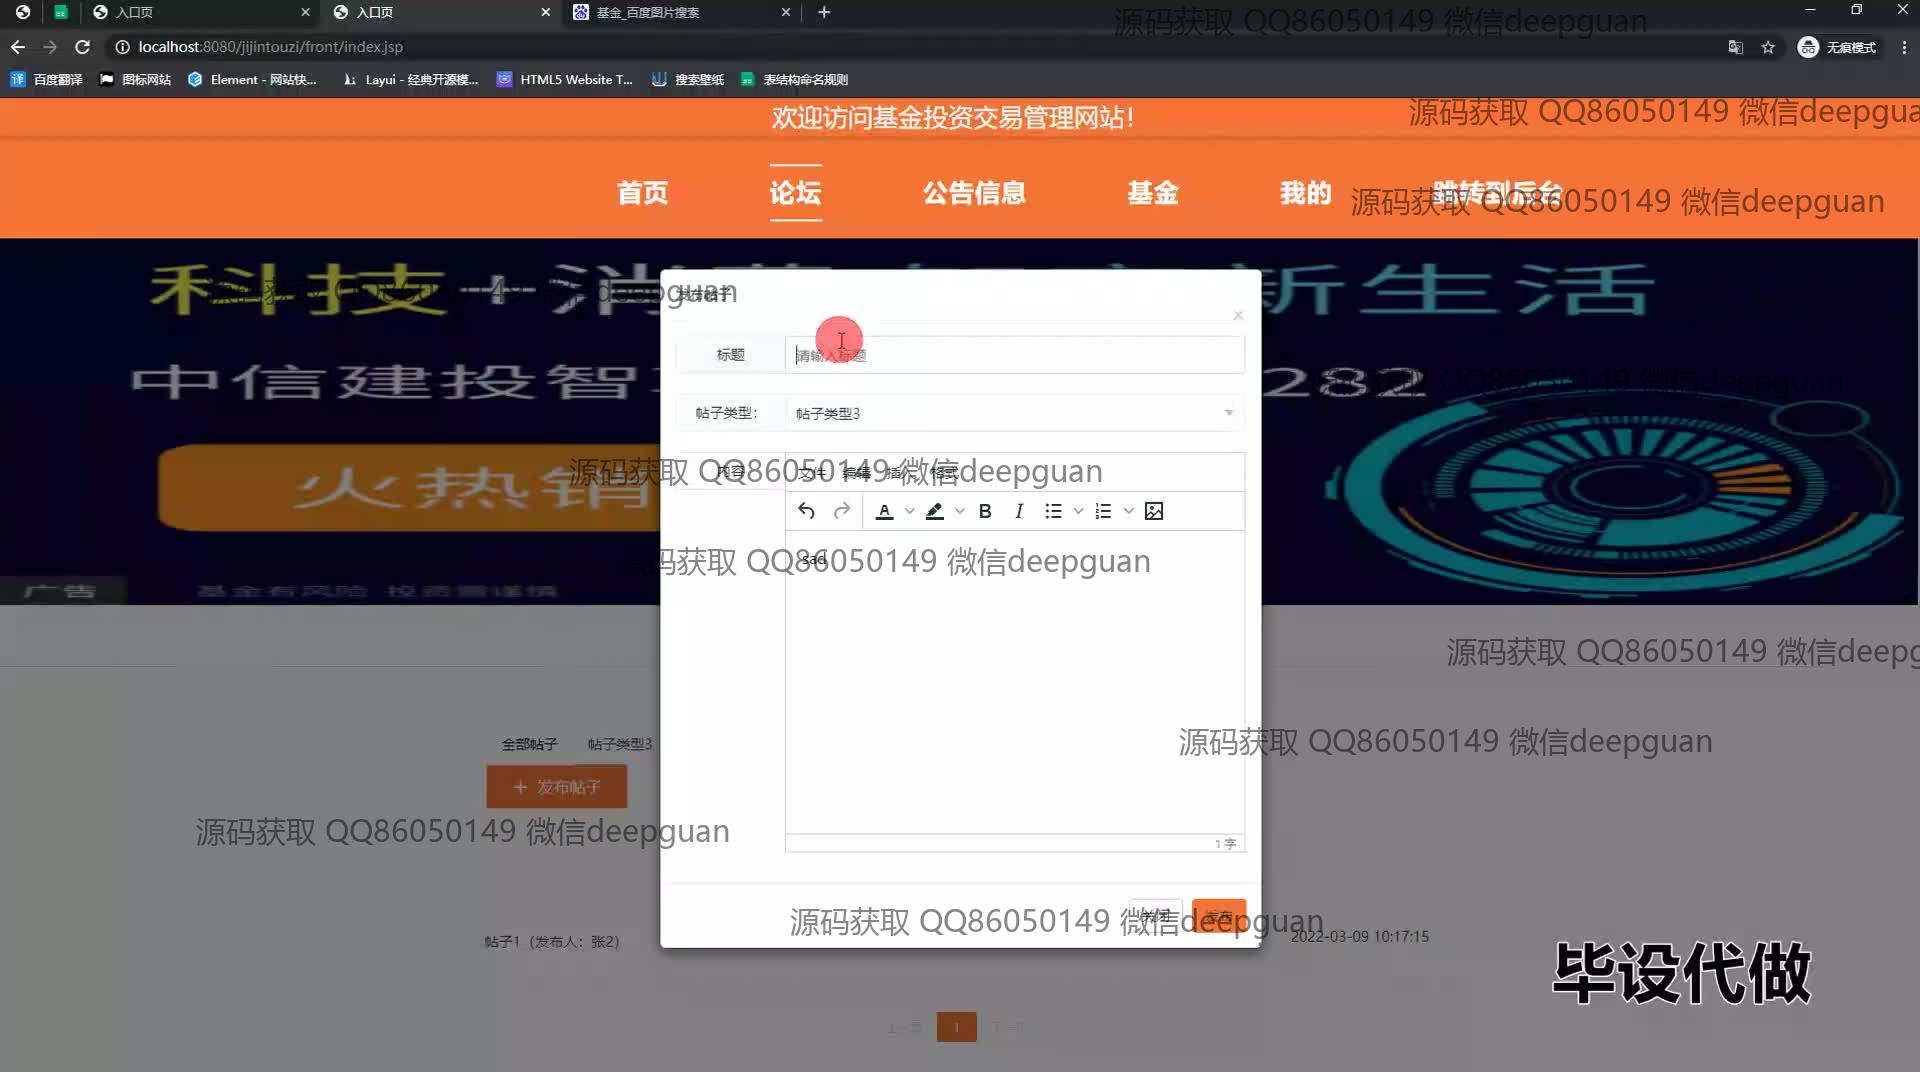 入口页
入口页
基金_百度图片搜索
localhost:8080/jijintouzi/front/index.jsp
无痕模式
百度翻译
图标网站
Element - 网站快...
Layui - 经典开源模...
HTML5 Website T...
搜索壁纸
表结构命名规则
源码获取 QQ86050149 微信deepguan
欢迎访问基金投资交易管理网站!
源码获取 QQ86050149 微信deepgua
首页
论坛
公告信息
基金
我的
跳转到后台
源码获取 QQ86050149 微信deepguan
科技+消
新生活
发布帖子
标题
请输入标题
中信建投智
282
帖子类型:
帖子类型3
火热销
内容
文件 编辑 插入 格式
源码获取 QQ86050149 微信deepguan
B I
sad
源码获取 QQ86050149 微信deepguan
广告
基金有风险 投资需谨慎
源码获取 QQ86050149 微信deepg
全部帖子
帖子类型3
源码获取 QQ86050149 微信deepguan
+ 发布帖子
源码获取 QQ86050149 微信deepguan
1 字
关闭
发布
源码获取 QQ86050149 微信deepguan
帖子1（发布人：张2）
2022-03-09 10:17:15
毕设代做
上一页
1
下一页